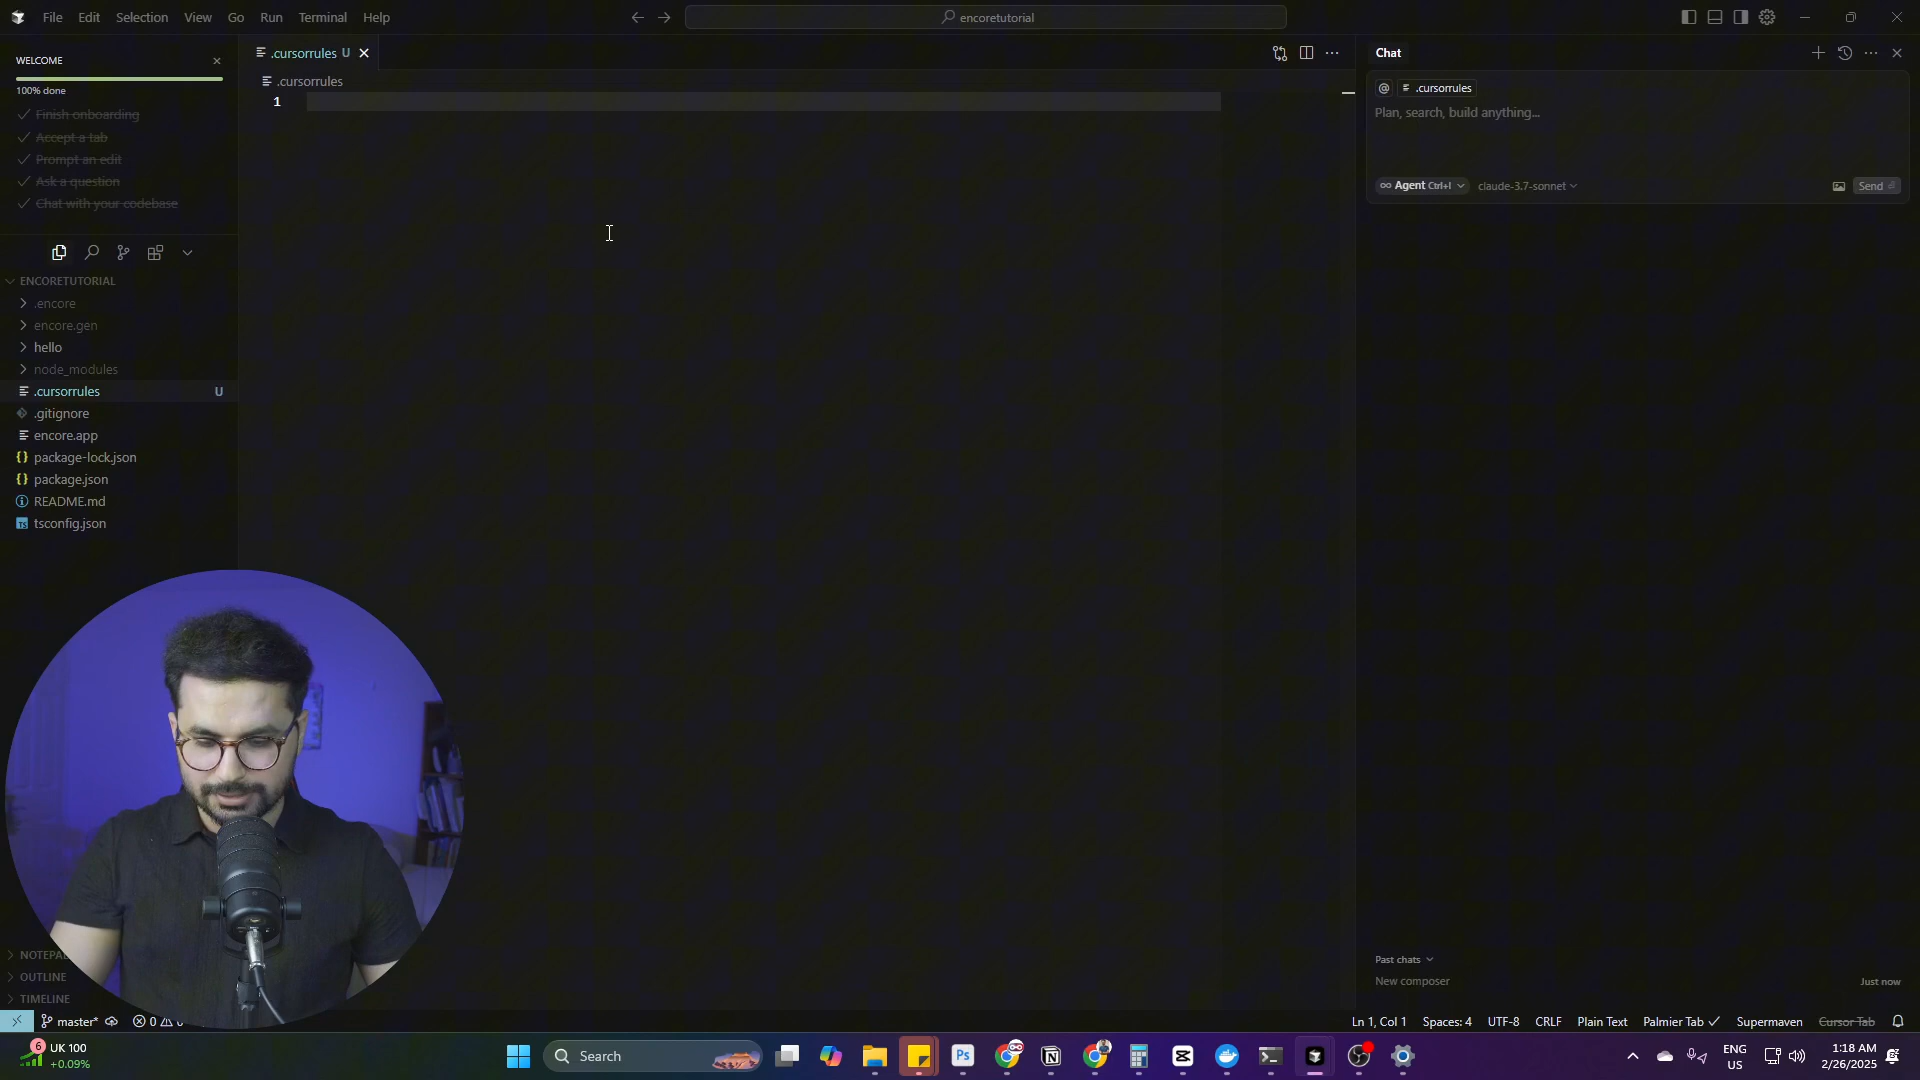 File Edit Selection View Go Run Terminal Help
encoretutorial
WELCOME
100% done
Finish onboarding
Accept a tab
Prompt an edit
Ask a question
Chat with your codebase
ENCORETUTORIAL
.encore
encore.gen
hello
node_modules
.cursorrules U
.gitignore
encore.app
package-lock.json
package.json
README.md
tsconfig.json
OUTLINE
TIMELINE
.cursorrules U
.cursorrules
1
Chat
@ .cursorrules
Plan, search, build anything...
Agent Ctrl+I claude-3.7-sonnet Send
Past chats
New composer Just now
master* 0
Ln 1, Col 1 Spaces: 4 UTF-8 CRLF Plain Text Palmier Tab Supermaven Cursor Tab
6 UK 100
+0.09%
Search
Ps
ENG
US
1:18 AM
2/26/2025